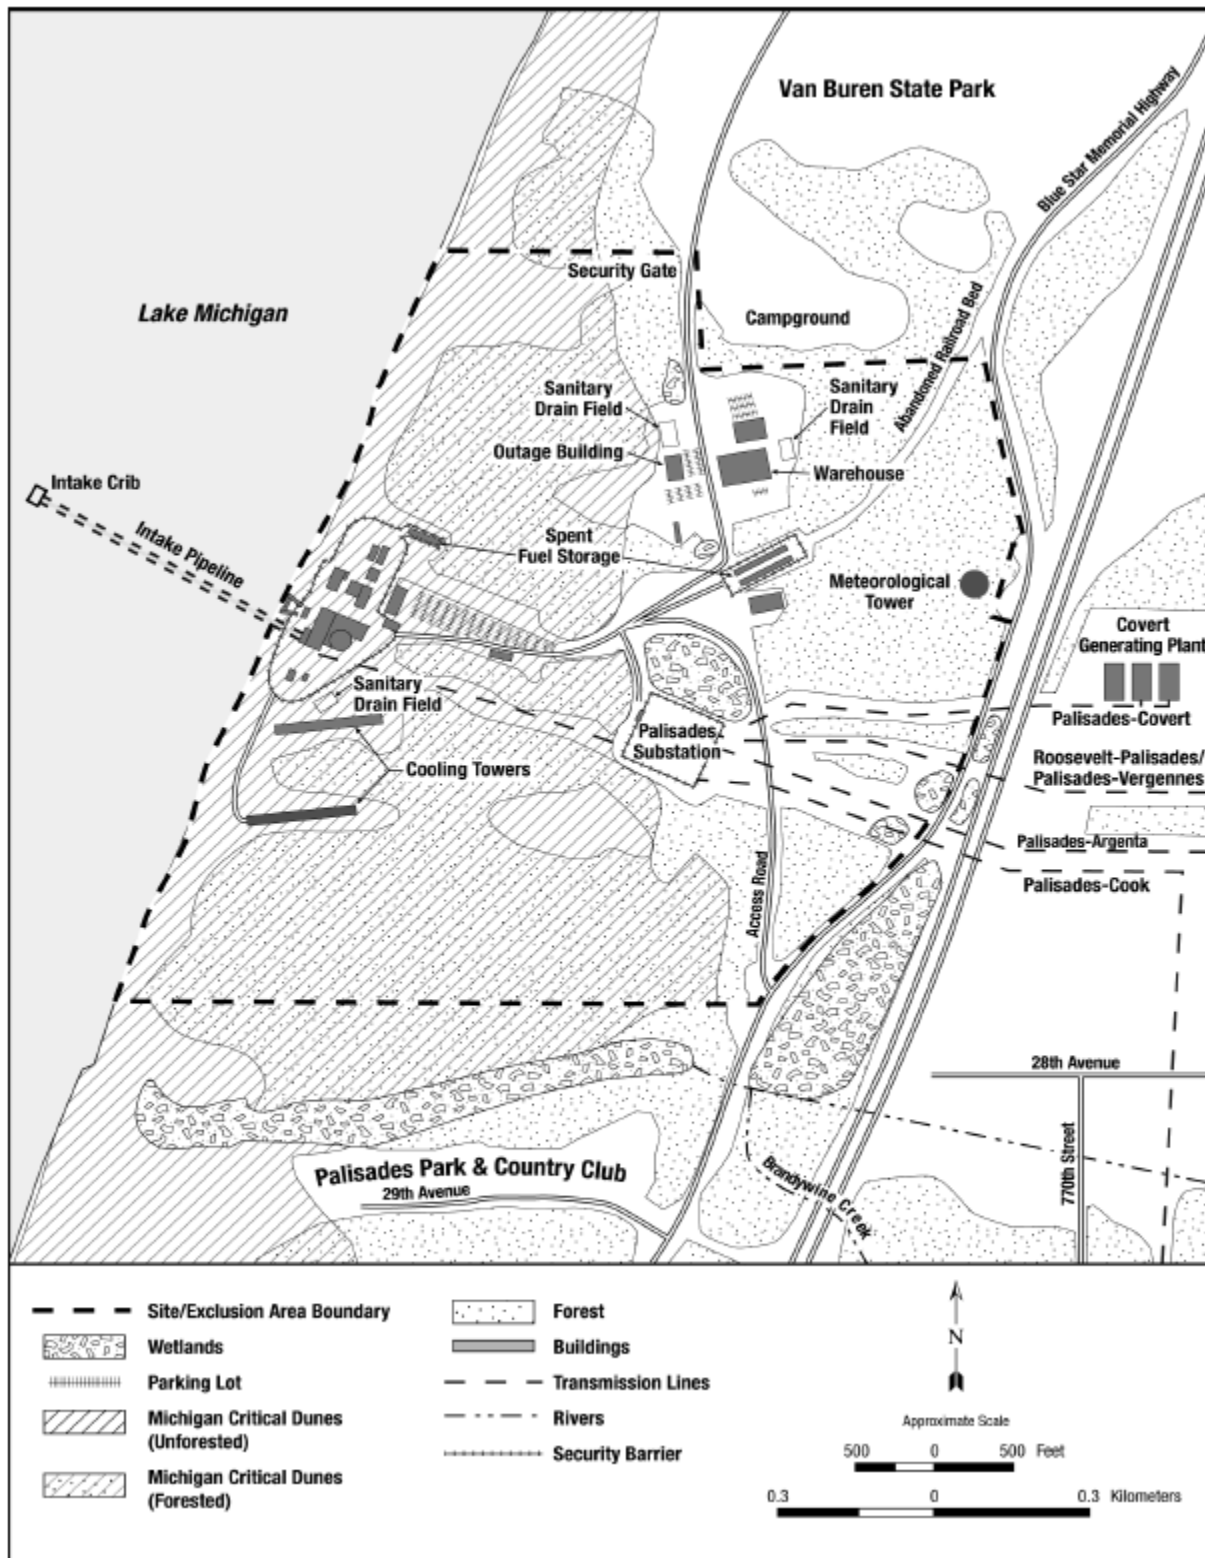 Van Buren State Park
Blue Star Memorial Highway
Security Gate
Lake Michigan
Campground
Abandoned Railroad Bed
Sanitary
Drain Field
Sanitary
Drain
Field
Outage Building
Warehouse
Intake Crib
Intake Pipeline
Spent
Fuel Storage
Meteorological
Tower
Covert
Generating Plant
Sanitary
Drain Field
Palisades
Substation
Palisades-Covert
Cooling Towers
Roosevelt-Palisades/
Palisades-Vergennes
Palisades-Argenta
Palisades-Cook
Access Road
28th Avenue
770th Street
Palisades Park & Country Club
29th Avenue
Brandywine Creek
Site/Exclusion Area Boundary
Wetlands
Parking Lot
Michigan Critical Dunes
(Unforested)
Michigan Critical Dunes
(Forested)
Forest
Buildings
Transmission Lines
Rivers
Security Barrier
N
Approximate Scale
500 0 500 Feet
0.3 0 0.3 Kilometers